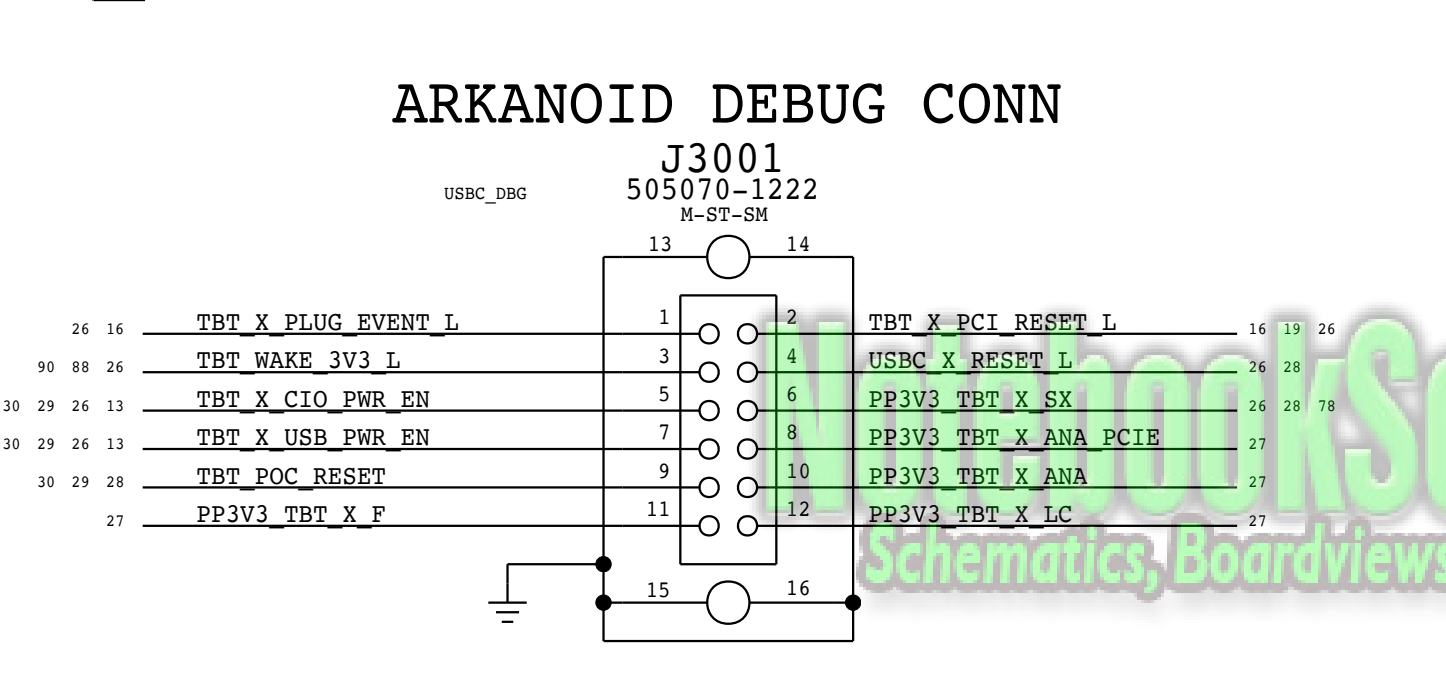 ARKANOID DEBUG CONN
J3001
USBC_DBG 505070-1222
M-ST-SM
13 14
26 16 TBT_X_PLUG_EVENT_L 1 2 TBT_X_PCI_RESET_L 16 19 26
90 88 26 TBT_WAKE_3V3_L 3 4 USBC_X_RESET_L 26 28
30 29 26 13 TBT_X_CIO_PWR_EN 5 6 PP3V3_TBT_X_SX 26 28 78
30 29 26 13 TBT_X_USB_PWR_EN 7 8 PP3V3_TBT_X_ANA_PCIE 27
30 29 28 TBT_POC_RESET 9 10 PP3V3_TBT_X_ANA 27
27 PP3V3_TBT_X_F 11 12 PP3V3_TBT_X_LC 27
15 16
NotebookSc
Schematics, Boardviews